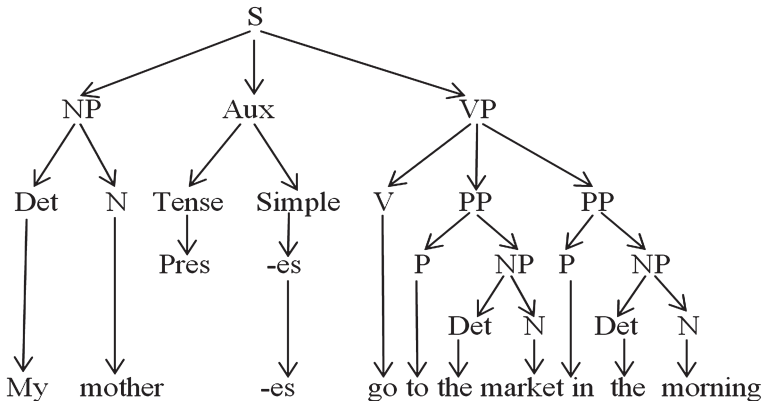 S
NP Aux VP
Det N Tense Simple V PP PP
Pres -es P NP P NP
Det N Det N
My mother -es go to the market in the morning